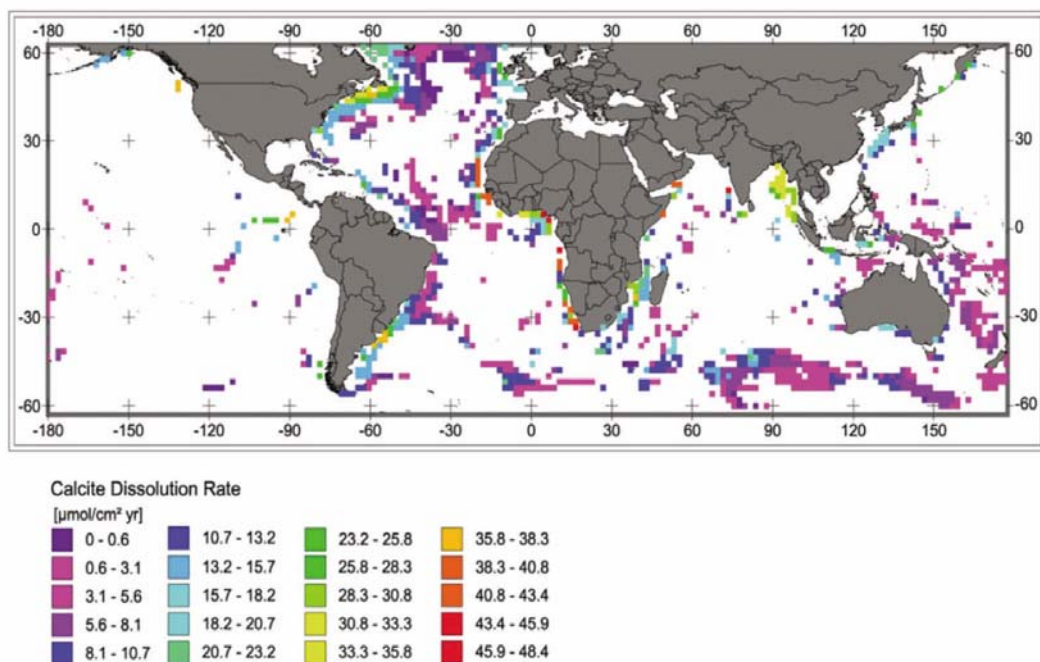 -180 -150 -120 -90 -60 -30 0 30 60 90 120 150
60 60
30 30
0 0
-30 -30
-60 -60
-180 -150 -120 -90 -60 -30 0 30 60 90 120 150
Calcite Dissolution Rate
[µmol/cm² yr]
0 - 0.6 10.7 - 13.2 23.2 - 25.8 35.8 - 38.3
0.6 - 3.1 13.2 - 15.7 25.8 - 28.3 38.3 - 40.8
3.1 - 5.6 15.7 - 18.2 28.3 - 30.8 40.8 - 43.4
5.6 - 8.1 18.2 - 20.7 30.8 - 33.3 43.4 - 45.9
8.1 - 10.7 20.7 - 23.2 33.3 - 35.8 45.9 - 48.4